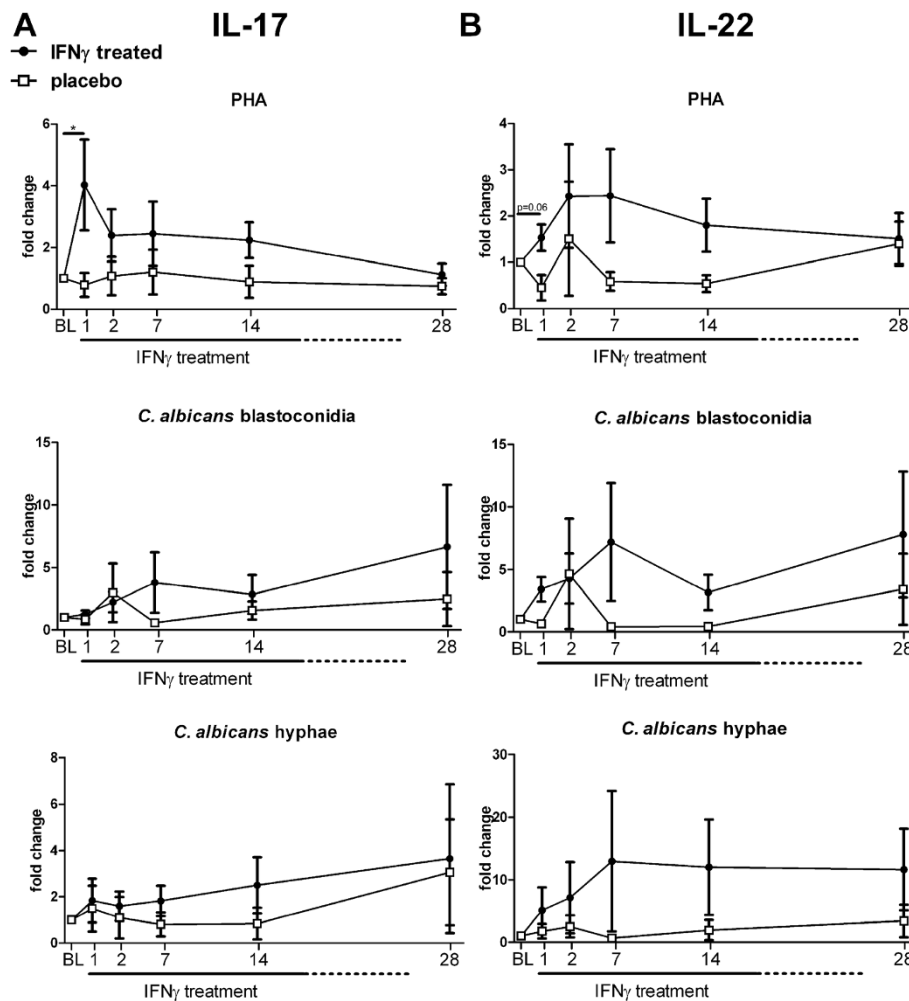 A IL-17
IFNγ treated
placebo
PHA
fold change
6
4
2
0
*
BL 1 2 7 14 28
IFNγ treatment
C. albicans blastoconidia
fold change
15
10
5
0
BL 1 2 7 14 28
IFNγ treatment
C. albicans hyphae
fold change
8
6
4
2
0
BL 1 2 7 14 28
IFNγ treatment
B IL-22
PHA
fold change
4
3
2
1
0
p=0.06
BL 1 2 7 14 28
IFNγ treatment
C. albicans blastoconidia
fold change
15
10
5
0
BL 1 2 7 14 28
IFNγ treatment
C. albicans hyphae
fold change
30
20
10
0
BL 1 2 7 14 28
IFNγ treatment